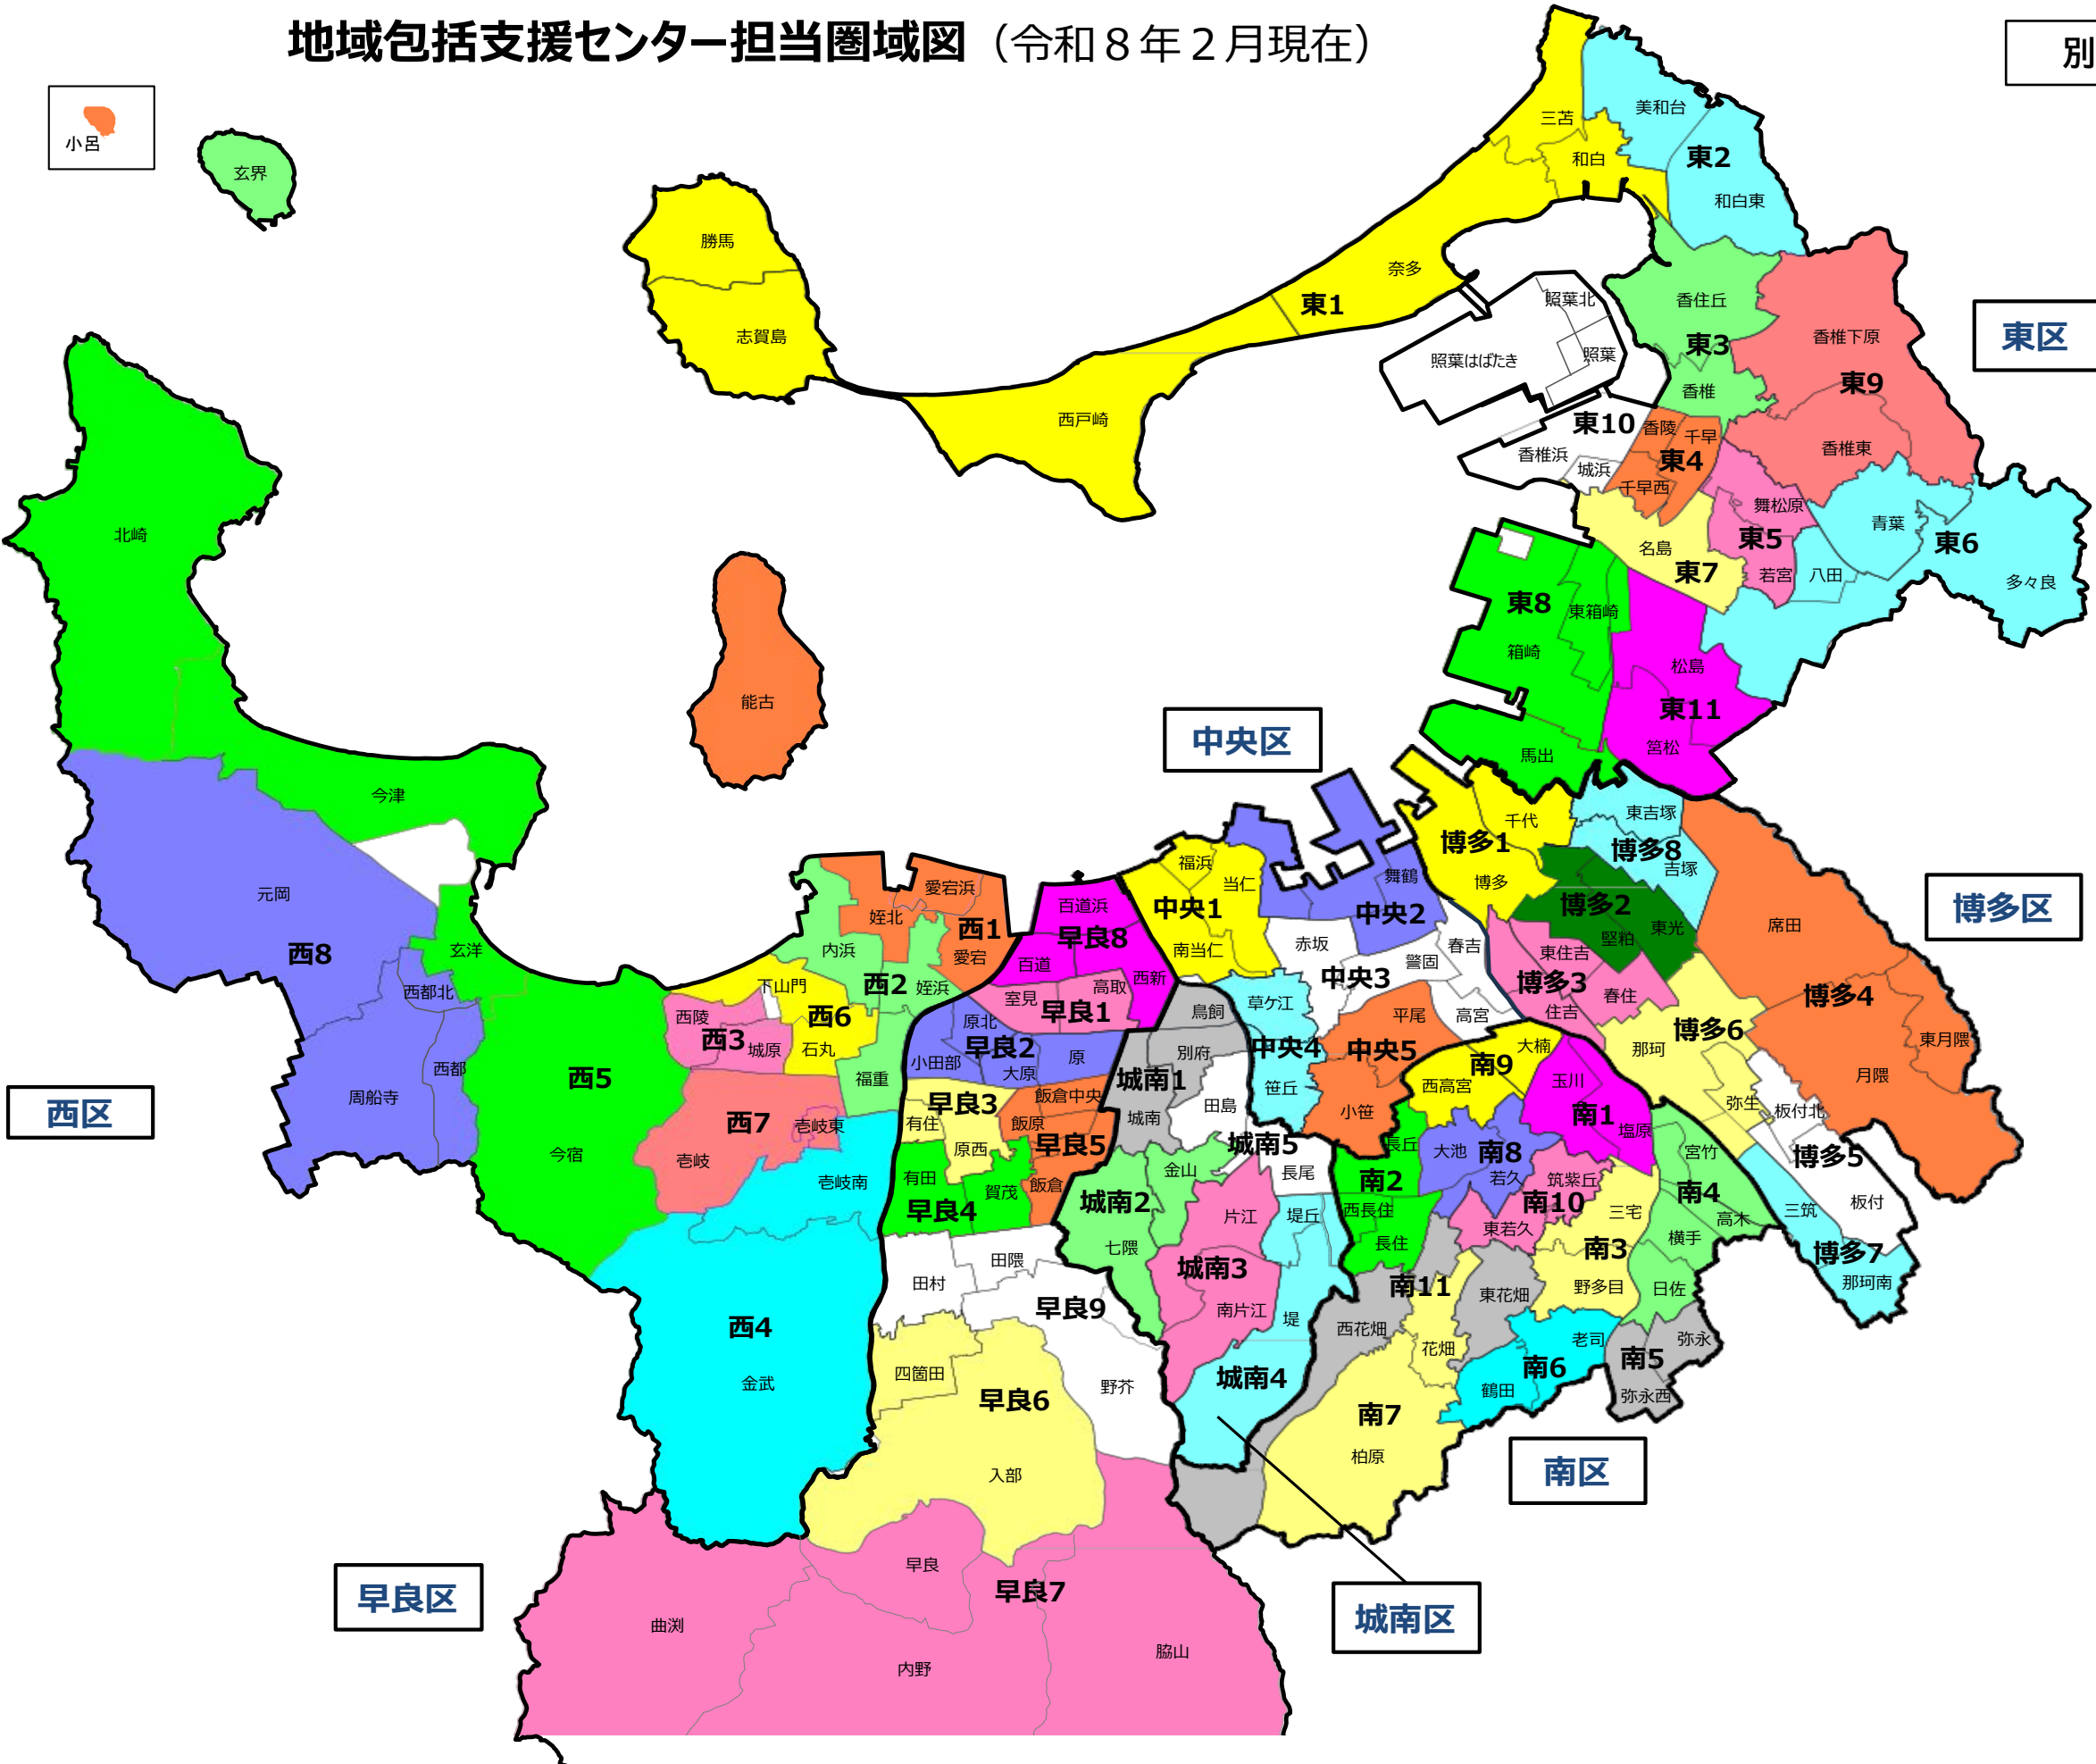 地域包括支援センター担当圏域図（令和８年２月現在）
別
小呂
玄界
勝馬
志賀島
西戸崎
東1
奈多
三苫
和白
美和台
東2
和白東
香住丘
東3
香椎
香椎下原
東9
香椎東
東区
照葉北
照葉はばたき
照葉
東10
香椎浜
城浜
香陵
千早
東4
千早西
舞松原
東5
若宮
青葉
東6
八田
多々良
名島
東7
東8
東箱崎
箱崎
馬出
松島
東11
筥松
北崎
今津
元岡
西8
西都北
西都
周船寺
玄洋
西5
今宿
西区
能古
愛宕浜
姪北
西1
愛宕
内浜
西2
姪浜
福重
下山門
西6
石丸
西陵
西3
城原
西7
壱岐東
壱岐
壱岐南
西4
金武
百道浜
早良8
百道
西新
室見
高取
早良1
原北
早良2
小田部
大原
原
早良3
有住
原西
飯倉中央
飯原
早良5
飯倉
有田
賀茂
早良4
田隈
田村
早良9
野芥
四箇田
早良6
入部
早良
早良7
曲渕
内野
脇山
早良区
中央区
福浜
当仁
中央1
南当仁
舞鶴
中央2
赤坂
春吉
警固
中央3
高宮
草ケ江
中央4
笹丘
平尾
中央5
小笹
鳥飼
別府
城南1
城南
田島
城南5
長尾
金山
城南2
七隈
片江
城南3
南片江
堤丘
堤
城南4
城南区
千代
博多1
博多
東吉塚
博多8
吉塚
博多2
堅粕
東光
東住吉
博多3
春住
住吉
席田
博多4
東月隈
月隈
博多6
那珂
弥生
板付北
博多5
板付
三筑
博多7
那珂南
博多区
大楠
南9
西高宮
玉川
南1
塩原
長丘
南2
西長住
長住
大池
南8
若久
筑紫丘
南10
東若久
三宅
南3
野多目
宮竹
南4
高木
横手
日佐
南11
東花畑
西花畑
花畑
老司
南6
鶴田
弥永
南5
弥永西
南7
柏原
南区